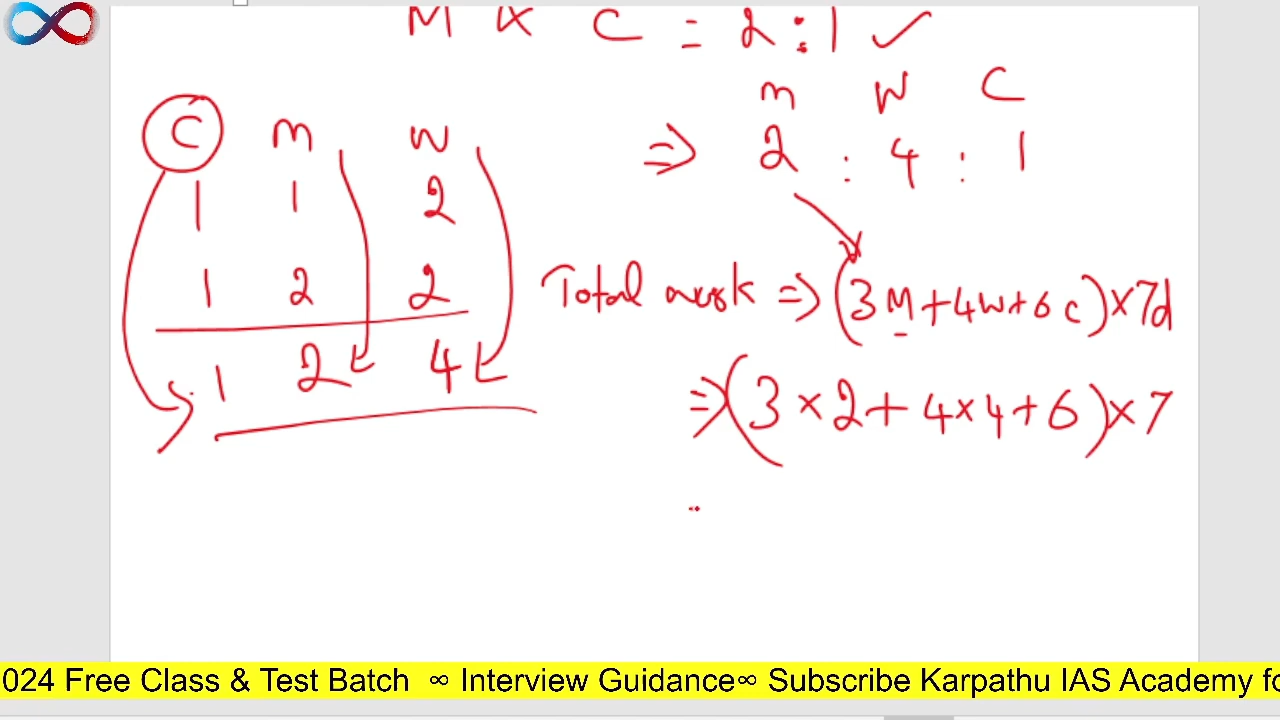 M & C = 2 : 1 ✓
C M W
1 1 2
1 2 2
1 2 4
M W C
⇒ 2 : 4 : 1
Total work ⇒ (3M+4W+6C)×7d
⇒ (3×2+4×4+6)×7
024 Free Class & Test Batch ∞ Interview Guidance∞ Subscribe Karpathu IAS Academy fo